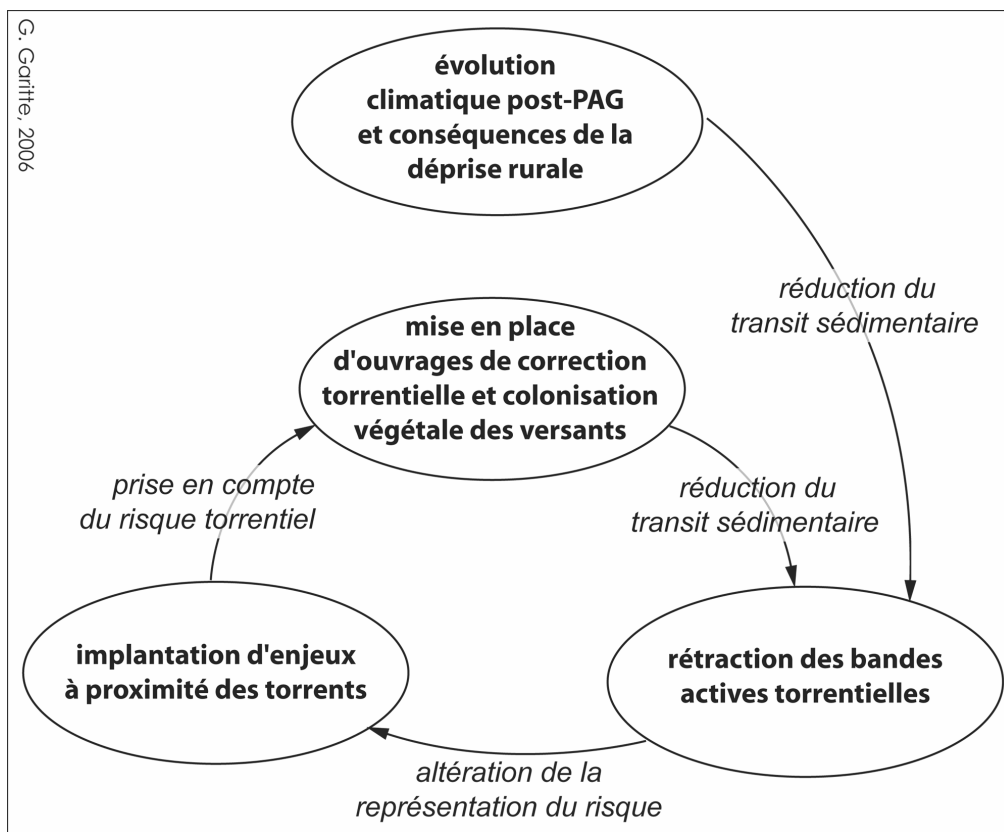 G. Garitte, 2006
évolution
climatique post-PAG
et conséquences de la
déprise rurale
réduction du
transit sédimentaire
mise en place
d'ouvrages de correction
torrentielle et colonisation
végétale des versants
prise en compte
du risque torrentiel
réduction du
transit sédimentaire
implantation d'enjeux
à proximité des torrents
rétraction des bandes
actives torrentielles
altération de la
représentation du risque